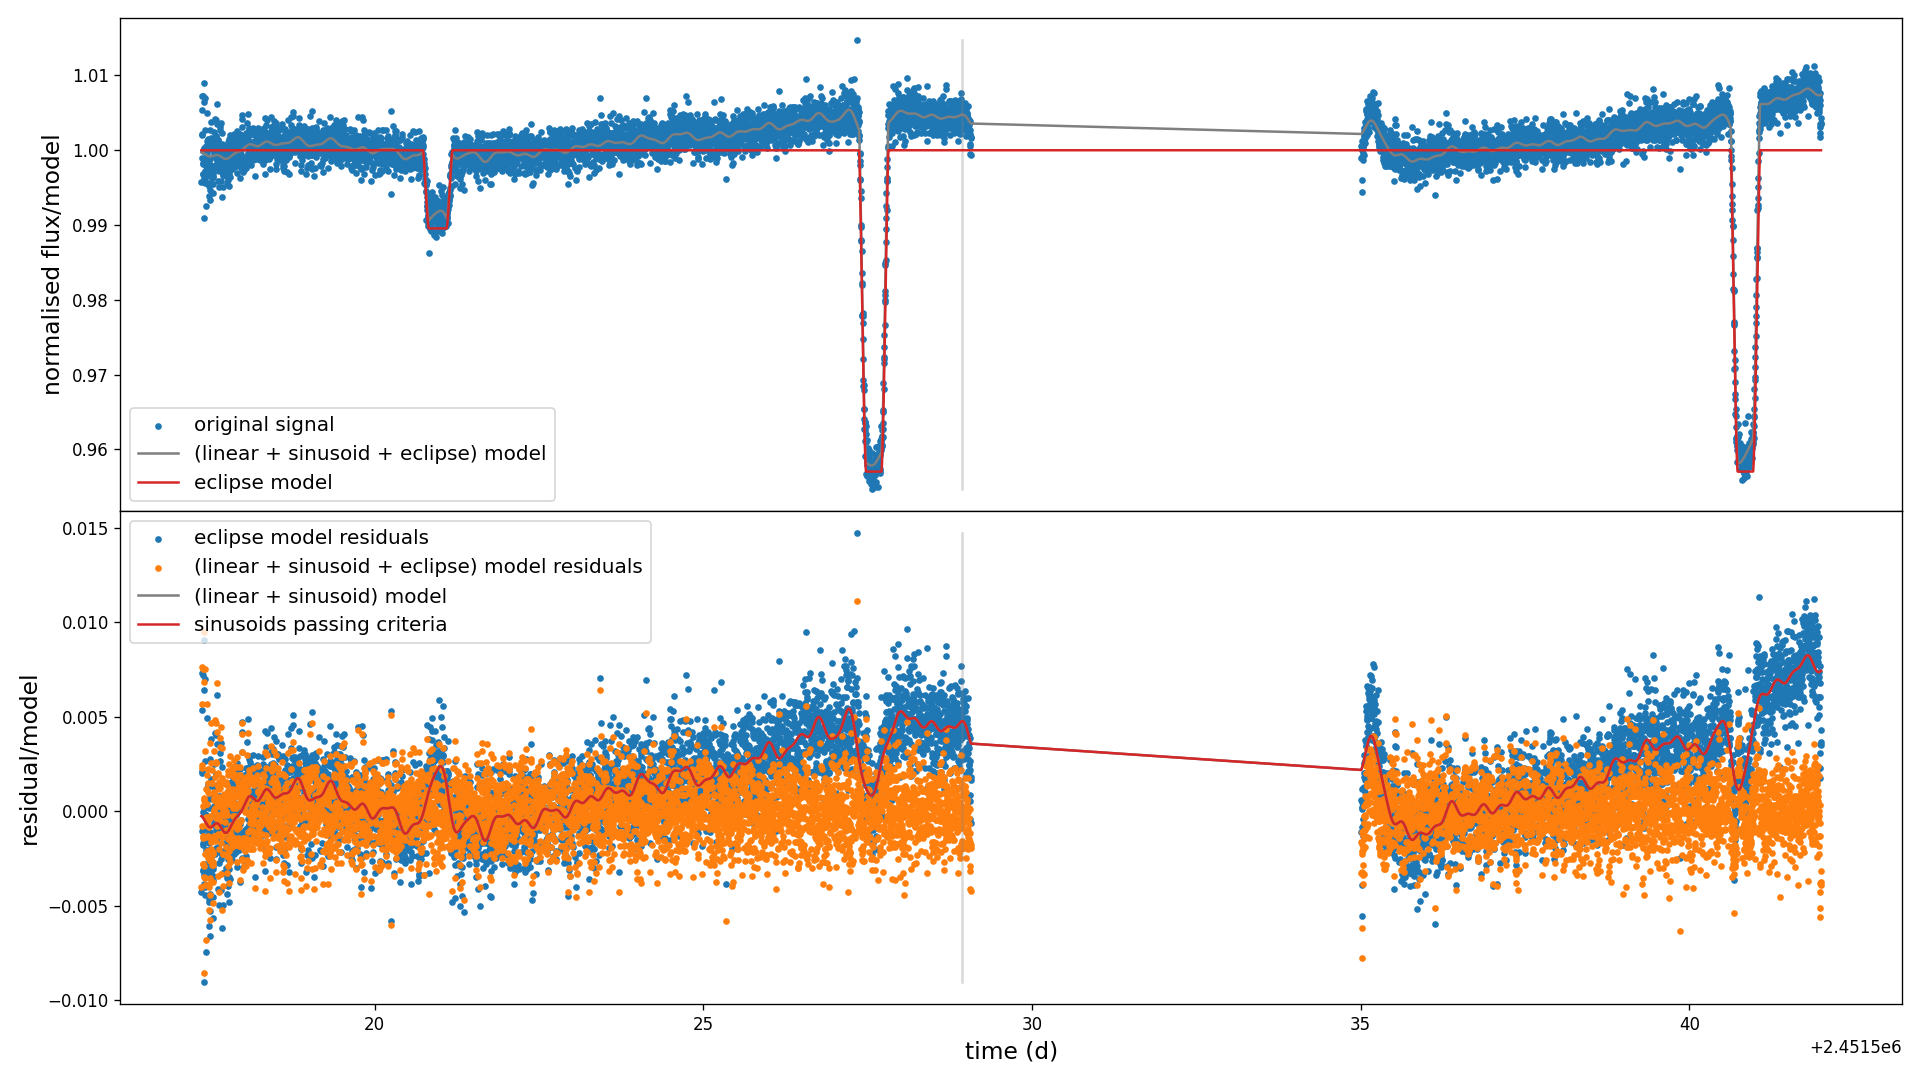 1.01
1.00
0.99
0.98
0.97
0.96
normalised flux/model
original signal
(linear + sinusoid + eclipse) model
eclipse model
0.015
0.010
0.005
0.000
−0.005
−0.010
residual/model
eclipse model residuals
(linear + sinusoid + eclipse) model residuals
(linear + sinusoid) model
sinusoids passing criteria
20
25
30
35
40
time (d)
+2.4515e6